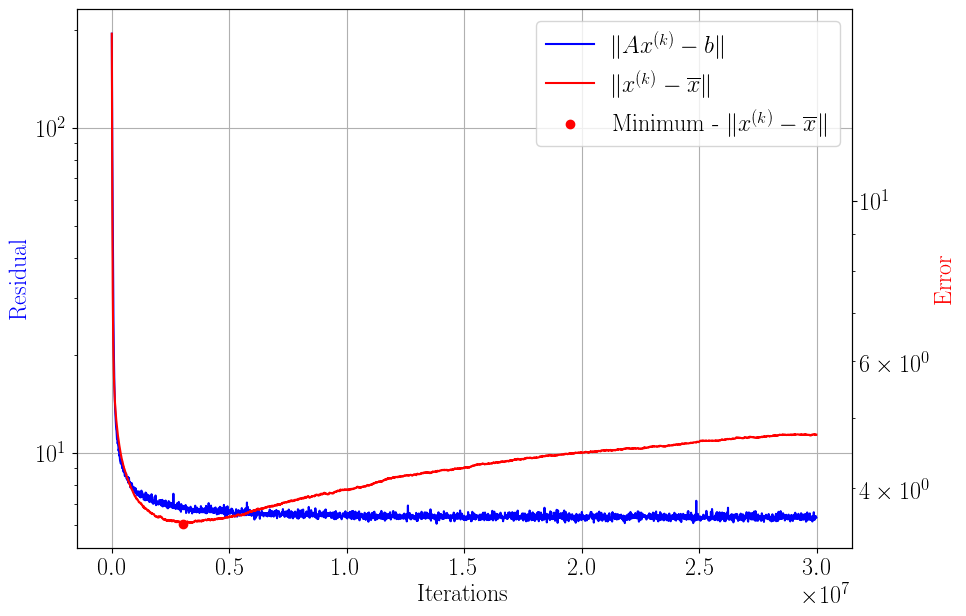 ‖Ax^{(k)} − b‖
‖x^{(k)} − x̅‖
Minimum - ‖x^{(k)} − x̅‖
10^2
10^1
Residual
10^1
6 × 10^0
4 × 10^0
Error
0.0 0.5 1.0 1.5 2.0 2.5 3.0
Iterations
×10^7